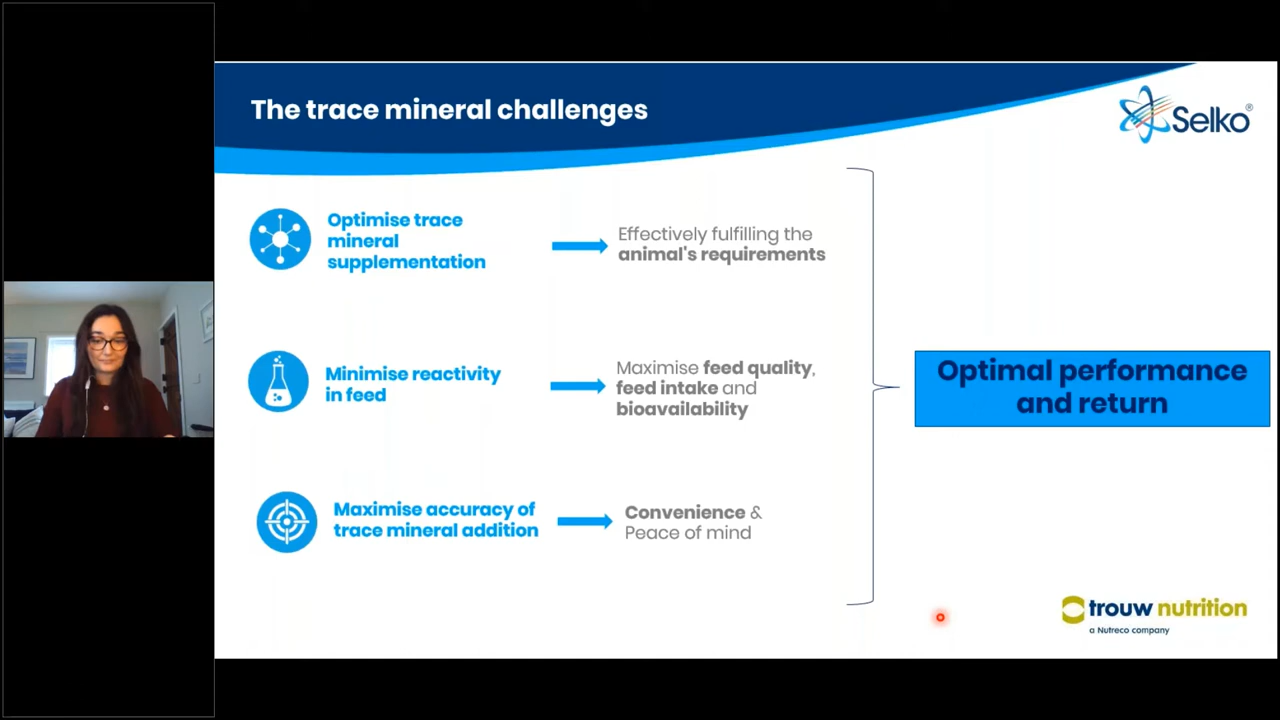 The trace mineral challenges
Selko®
Optimise trace
mineral
supplementation
Effectively fulfilling the
animal's requirements
Minimise reactivity
in feed
Maximise feed quality,
feed intake and
bioavailability
Optimal performance
and return
Maximise accuracy of
trace mineral addition
Convenience &
Peace of mind
trouw nutrition
a Nutreco company